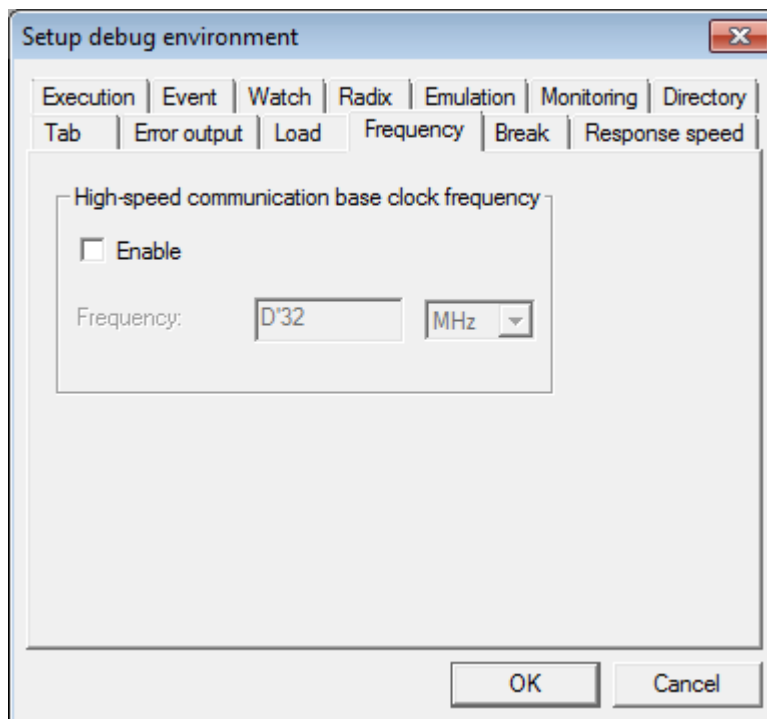 Setup debug environment
Execution Event Watch Radix Emulation Monitoring Directory
Tab Error output Load Frequency Break Response speed
High-speed communication base clock frequency
Enable
Frequency: D'32 MHz
OK Cancel